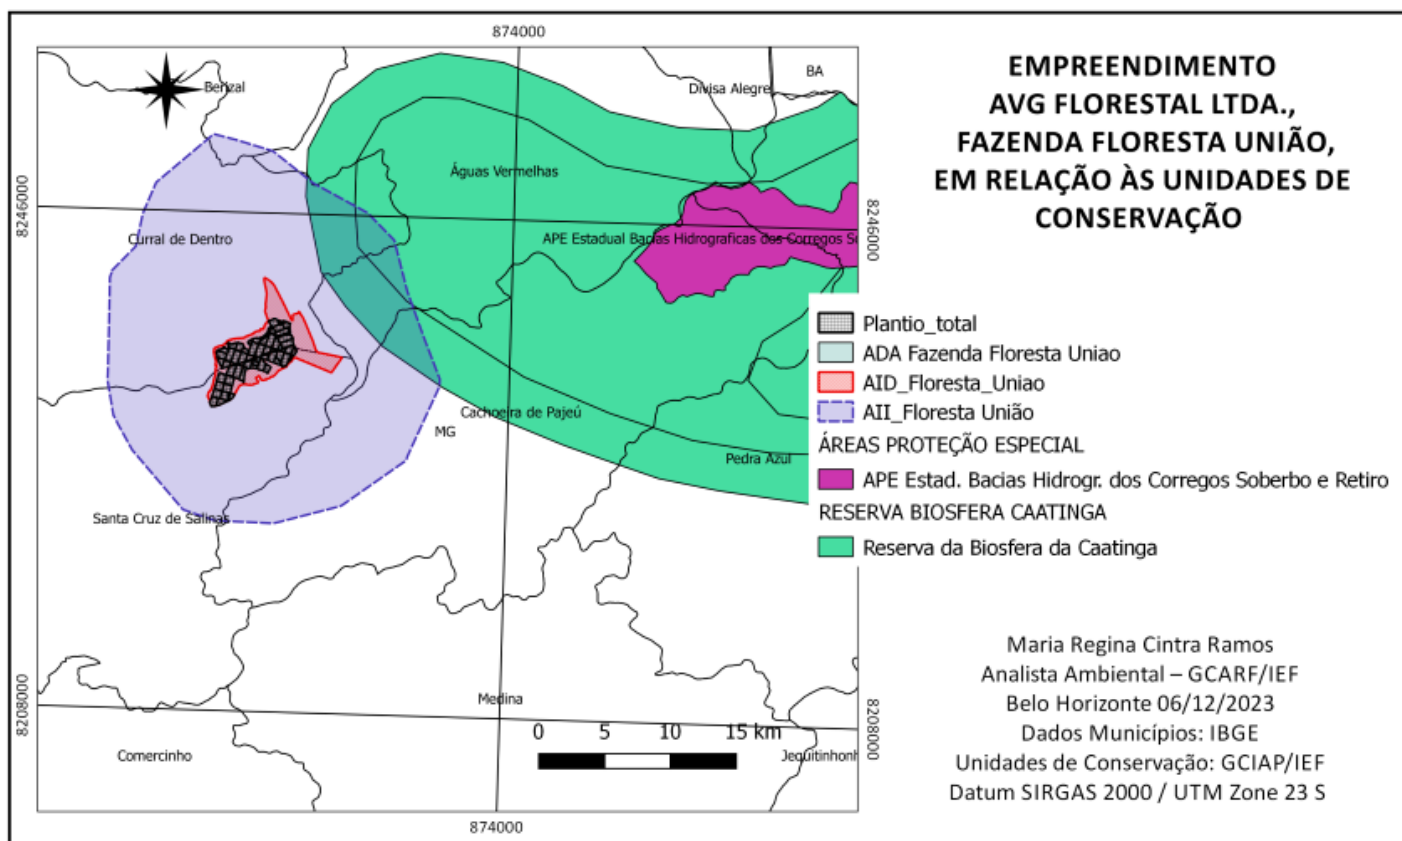 EMPREENDIMENTO
AVG FLORESTAL LTDA.,
FAZENDA FLORESTA UNIÃO,
EM RELAÇÃO ÀS UNIDADES DE
CONSERVAÇÃO
874000
BA
Berizal
Divisa Alegre
Águas Vermelhas
8246000
8246000
Curral de Dentro
APE Estadual Bacias Hidrograficas dos Corregos So
Cachoeira de Pajeú
MG
Pedra Azul
Santa Cruz de Salinas
8208000
8208000
Medina
0 5 10 15 km
Comercinho
Jequitinhonh
874000
Plantio_total
ADA Fazenda Floresta Uniao
AID_Floresta_Uniao
AII_Floresta União
ÁREAS PROTEÇÃO ESPECIAL
APE Estad. Bacias Hidrogr. dos Corregos Soberbo e Retiro
RESERVA BIOSFERA CAATINGA
Reserva da Biosfera da Caatinga
Maria Regina Cintra Ramos
Analista Ambiental – GCARF/IEF
Belo Horizonte 06/12/2023
Dados Municípios: IBGE
Unidades de Conservação: GCIAP/IEF
Datum SIRGAS 2000 / UTM Zone 23 S